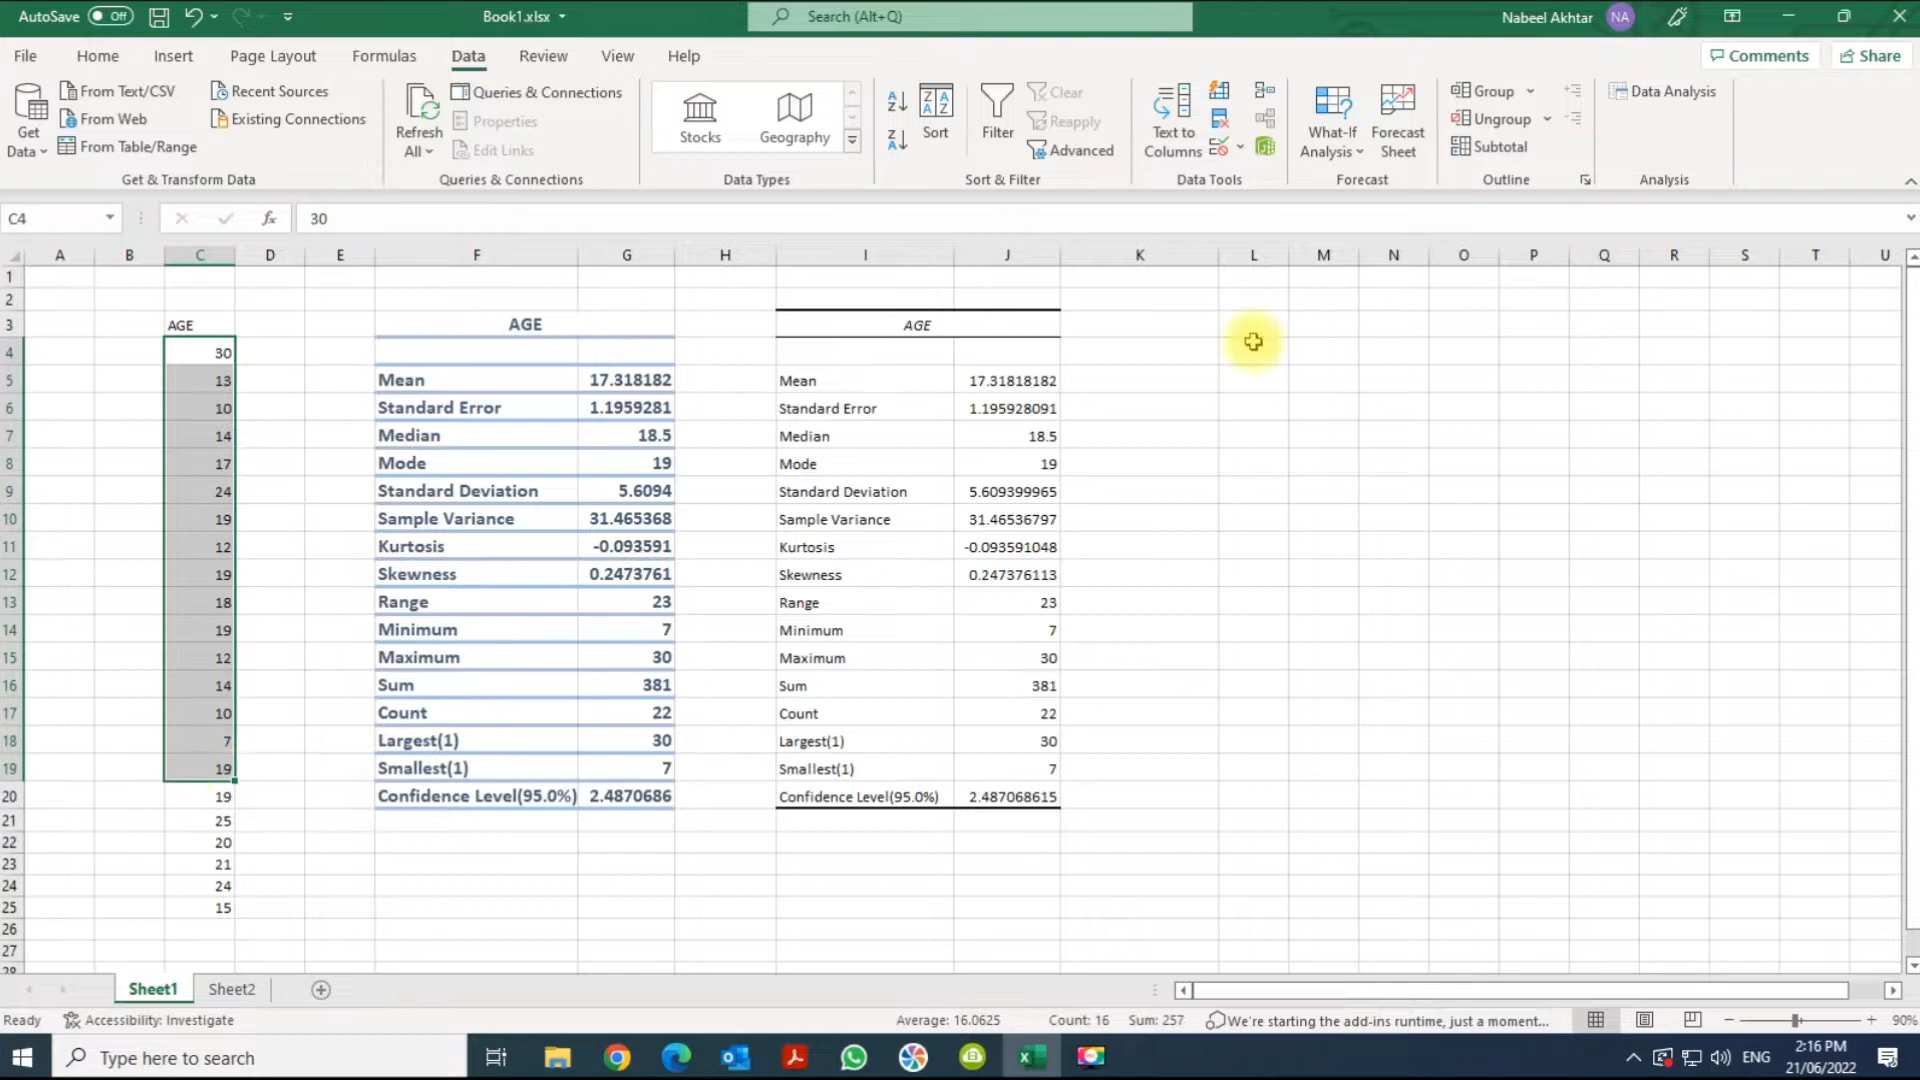 AutoSave Off Book1.xlsx Search (Alt+Q) Nabeel Akhtar NA
File Home Insert Page Layout Formulas Data Review View Help Comments Share
Get Data
From Text/CSV
From Web
From Table/Range
Recent Sources
Existing Connections
Get & Transform Data
Refresh All
Queries & Connections
Properties
Edit Links
Queries & Connections
Stocks Geography
Data Types
Sort
Filter
Clear
Reapply
Advanced
Sort & Filter
Text to Columns
Data Tools
What-If Analysis
Forecast Sheet
Forecast
Group
Ungroup
Subtotal
Outline
Data Analysis
Analysis
C4 fx 30
A B C D E F G H I J K L M N O P Q R S T U
1
2
3 AGE AGE AGE
4 30
5 13 Mean 17.318182 Mean 17.31818182
6 10 Standard Error 1.1959281 Standard Error 1.195928091
7 14 Median 18.5 Median 18.5
8 17 Mode 19 Mode 19
9 24 Standard Deviation 5.6094 Standard Deviation 5.609399965
10 19 Sample Variance 31.465368 Sample Variance 31.46536797
11 12 Kurtosis -0.093591 Kurtosis -0.093591048
12 19 Skewness 0.2473761 Skewness 0.247376113
13 18 Range 23 Range 23
14 19 Minimum 7 Minimum 7
15 12 Maximum 30 Maximum 30
16 14 Sum 381 Sum 381
17 10 Count 22 Count 22
18 7 Largest(1) 30 Largest(1) 30
19 19 Smallest(1) 7 Smallest(1) 7
20 19 Confidence Level(95.0%) 2.4870686 Confidence Level(95.0%) 2.487068615
21 25
22 20
23 21
24 24
25 15
26
27
28
Sheet1 Sheet2
Ready Accessibility: Investigate Average: 16.0625 Count: 16 Sum: 257 We're starting the add-ins runtime, just a moment... 90%
Type here to search ENG 2:16 PM
21/06/2022